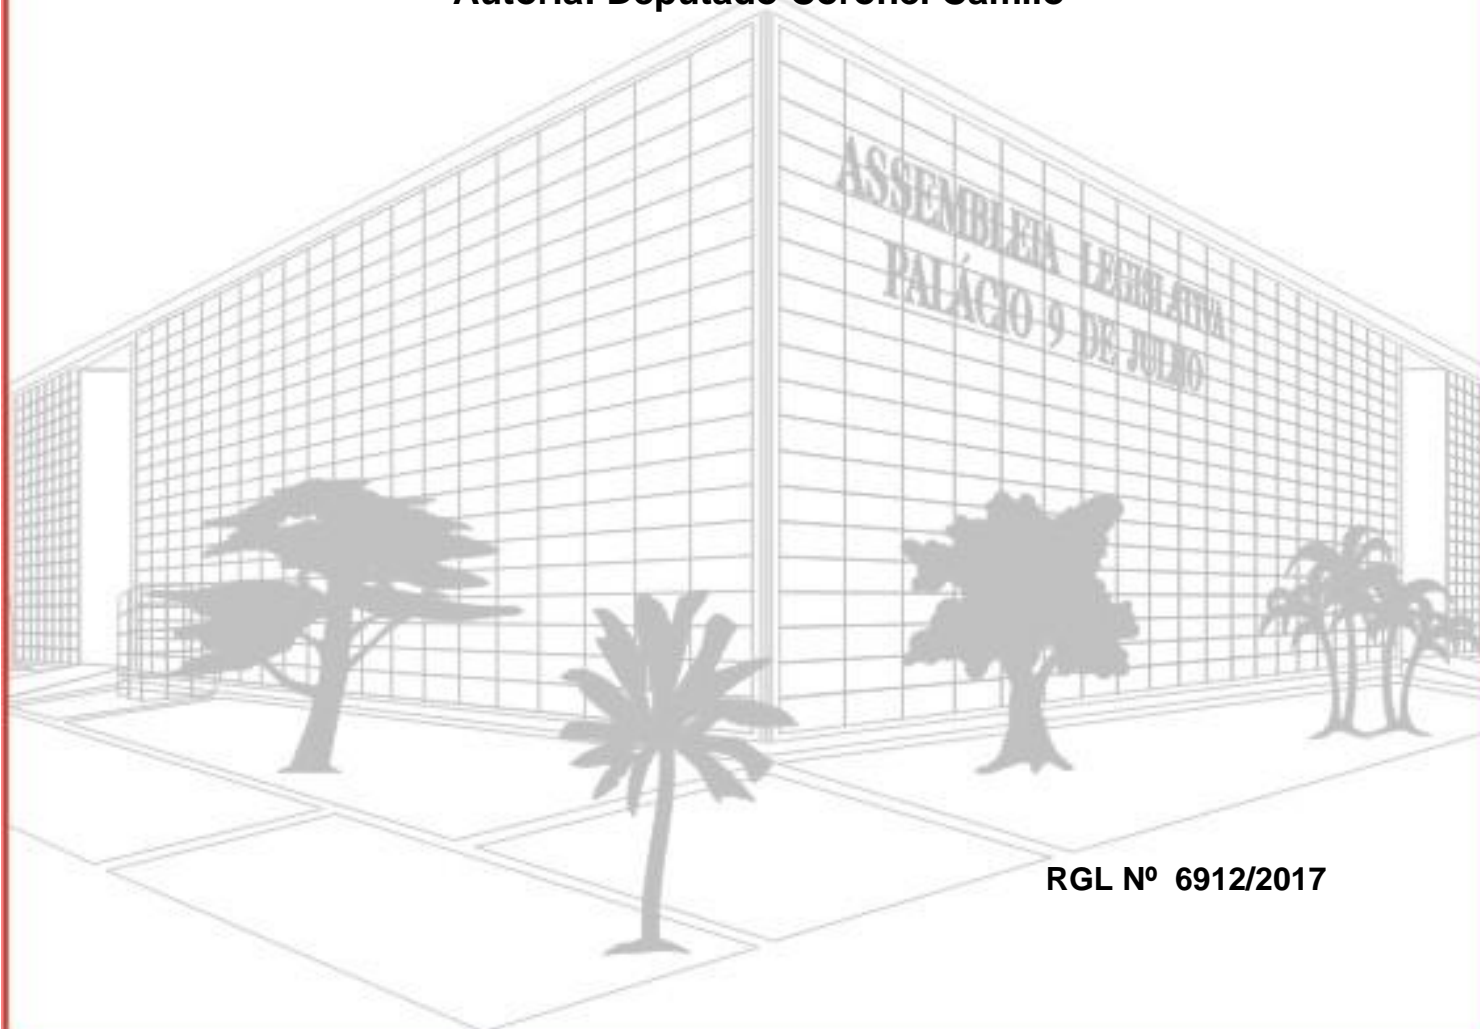 Autoria: Deputado Coronel Camilo
ASSEMBLEIA LEGISLATIVA
PALÁCIO 9 DE JULHO
RGL Nº 6912/2017